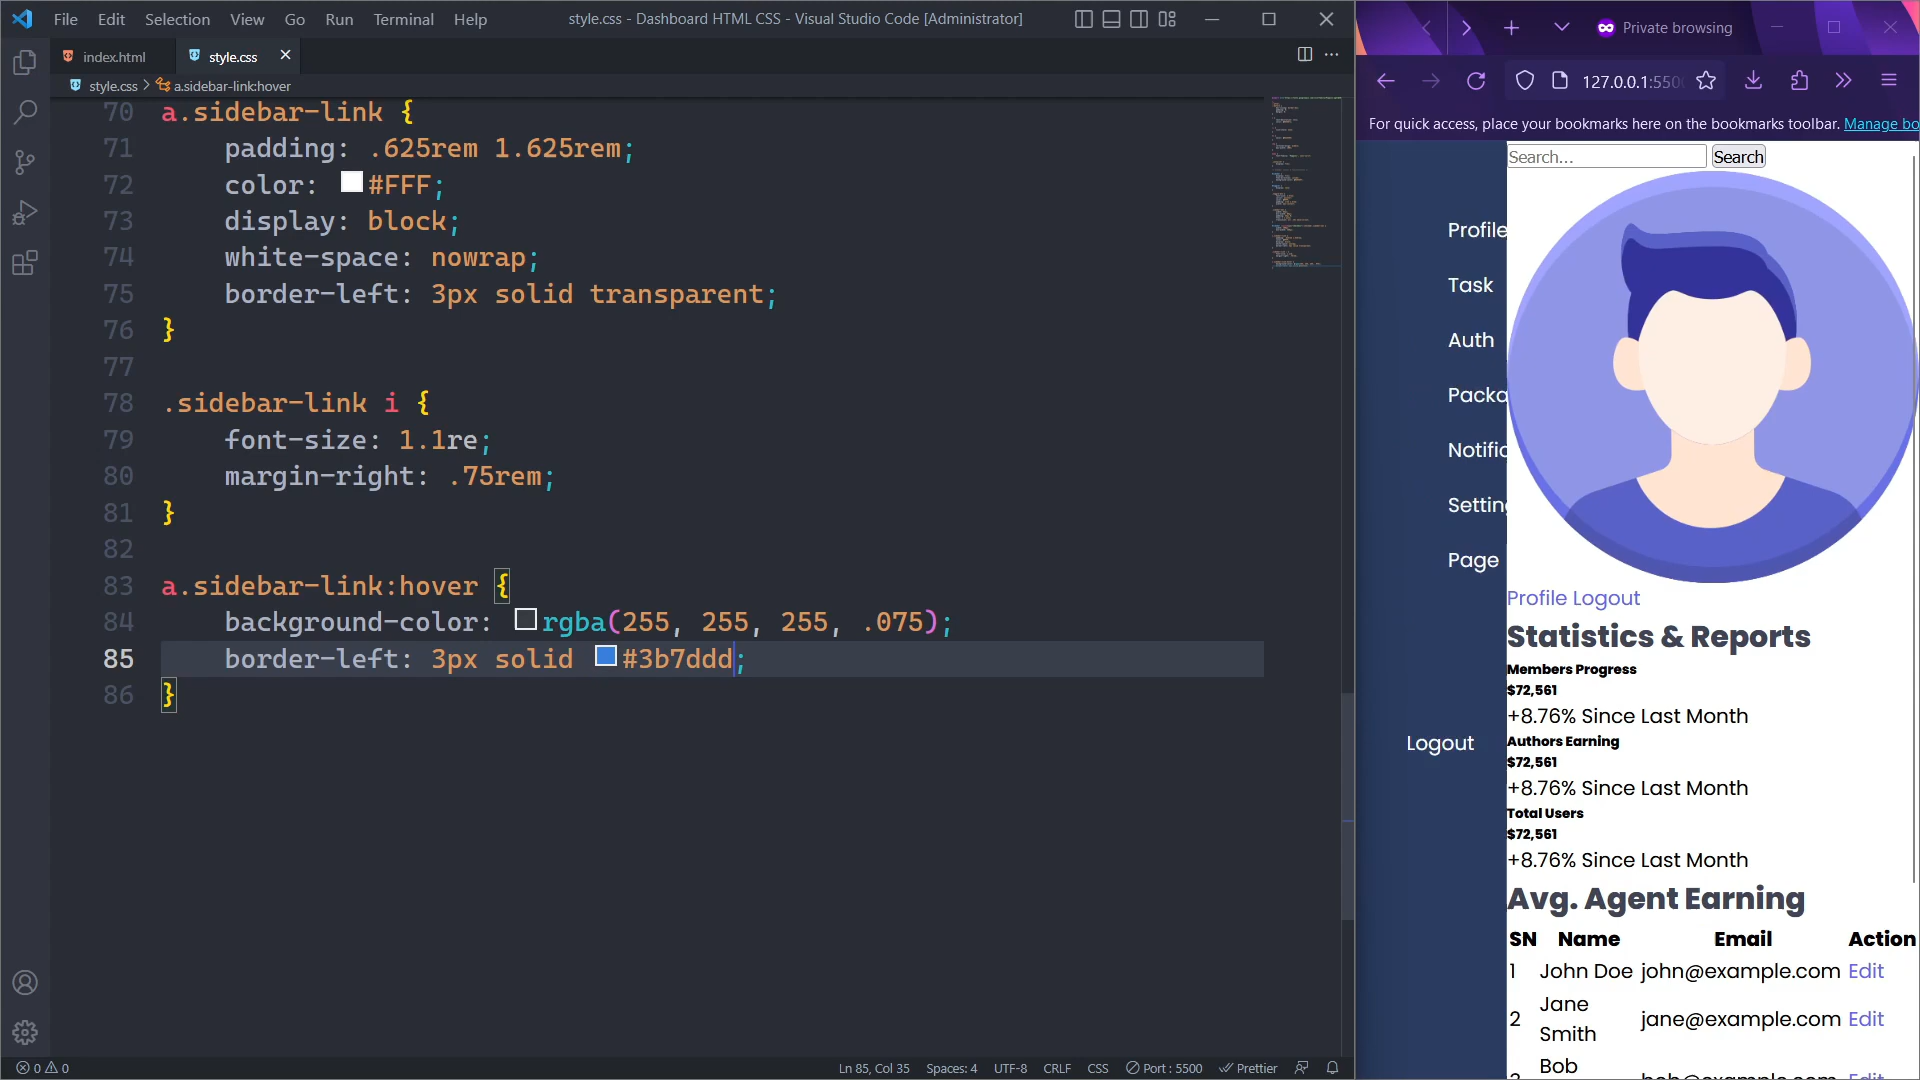 File Edit Selection View Go Run Terminal Help
style.css - Dashboard HTML CSS - Visual Studio Code [Administrator]
index.html
style.css
style.css > a.sidebar-link:hover
70 a.sidebar-link {
71 padding: .625rem 1.625rem;
72 color: #FFF;
73 display: block;
74 white-space: nowrap;
75 border-left: 3px solid transparent;
76 }
77
78 .sidebar-link i {
79 font-size: 1.1re;
80 margin-right: .75rem;
81 }
82
83 a.sidebar-link:hover {
84 background-color: rgba(255, 255, 255, .075);
85 border-left: 3px solid #3b7ddd;
86 }
0 0
Ln 85, Col 35 Spaces: 4 UTF-8 CRLF CSS Port : 5500 Prettier
Private browsing
127.0.0.1:550
For quick access, place your bookmarks here on the bookmarks toolbar. Manage bo
Profile
Task
Auth
Packa
Notific
Setting
Page
Logout
Search... Search
Profile Logout
Statistics & Reports
Members Progress
$72,561
+8.76% Since Last Month
Authors Earning
$72,561
+8.76% Since Last Month
Total Users
$72,561
+8.76% Since Last Month
Avg. Agent Earning
SN Name Email Action
1 John Doe john@example.com Edit
2 Jane Smith jane@example.com Edit
Bob